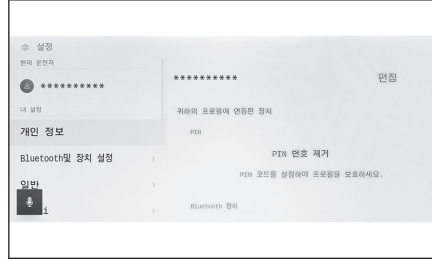 설정
현재 운전자
**********
내 설정
개인 정보
Bluetooth및 장치 설정
일반
i
**********
편집
귀하의 프로필에 연동된 장치
PIN
PIN 번호 제거
PIN 코드를 설정하여 프로필을 보호하세요.
Bluetooth 장치